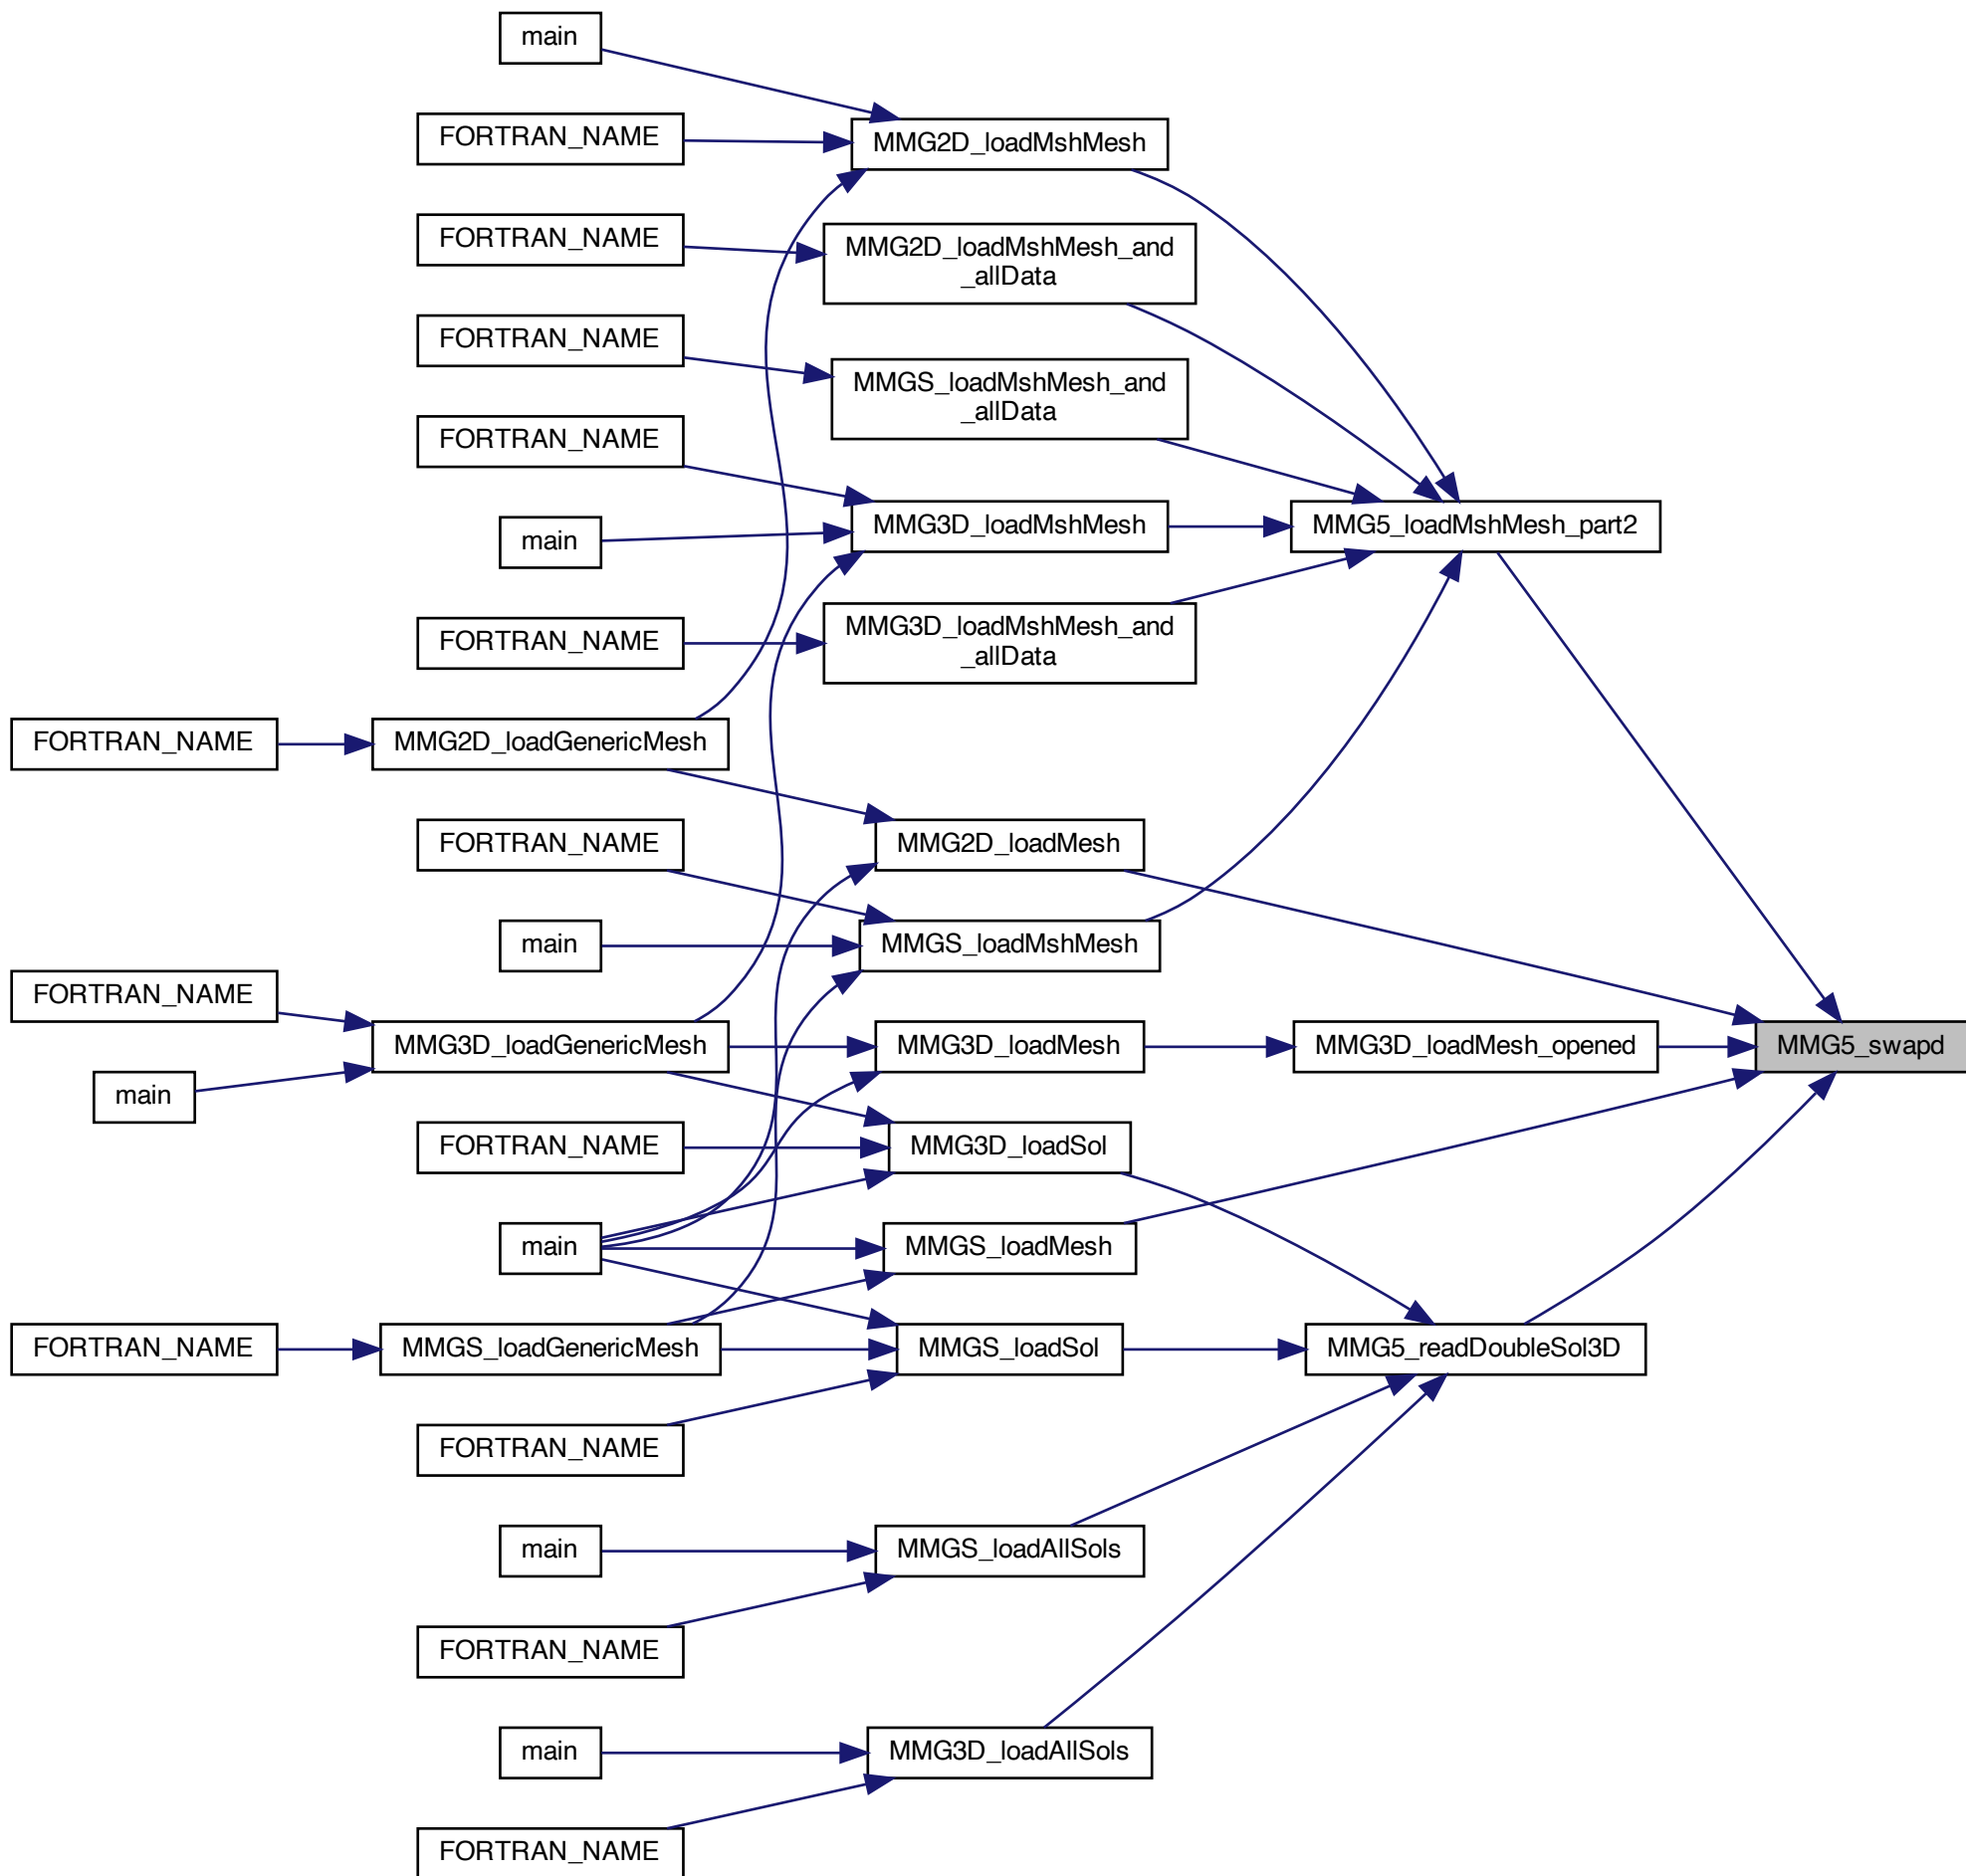 main
FORTRAN_NAME
MMG2D_loadMshMesh
FORTRAN_NAME
MMG2D_loadMshMesh_and
_allData
FORTRAN_NAME
MMGS_loadMshMesh_and
_allData
FORTRAN_NAME
main
MMG3D_loadMshMesh
MMG5_loadMshMesh_part2
FORTRAN_NAME
MMG3D_loadMshMesh_and
_allData
FORTRAN_NAME
MMG2D_loadGenericMesh
FORTRAN_NAME
MMG2D_loadMesh
main
MMGS_loadMshMesh
FORTRAN_NAME
main
MMG3D_loadGenericMesh
MMG3D_loadMesh
MMG3D_loadMesh_opened
MMG5_swapd
FORTRAN_NAME
MMG3D_loadSol
main
MMGS_loadMesh
FORTRAN_NAME
MMGS_loadGenericMesh
MMGS_loadSol
MMG5_readDoubleSol3D
FORTRAN_NAME
main
MMGS_loadAllSols
FORTRAN_NAME
main
MMG3D_loadAllSols
FORTRAN_NAME